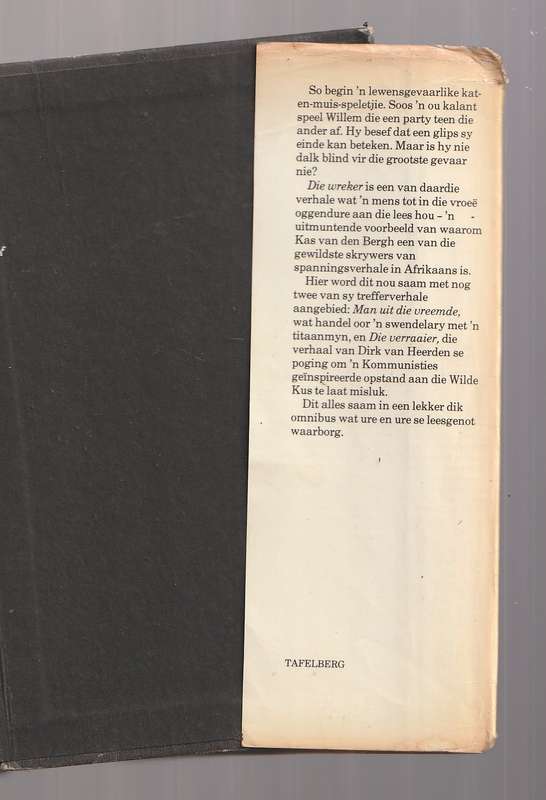 So begin 'n lewensgevaarlike kat-
en-muis-speletjie. Soos 'n ou kalant
speel Willem die een party teen die
ander af. Hy besef dat een glips sy
einde kan beteken. Maar is hy nie
dalk blind vir die grootste gevaar
nie?
Die wreker is een van daardie
verhale wat 'n mens tot in die vroeë
oggendure aan die lees hou – 'n
uitmuntende voorbeeld van waarom
Kas van den Bergh een van die
gewildste skrywers van
spanningsverhale in Afrikaans is.
Hier word dit nou saam met nog
twee van sy trefferverhale
aangebied: Man uit die vreemde,
wat handel oor 'n swendelary met 'n
titaanmyn, en Die verraaier, die
verhaal van Dirk van Heerden se
poging om 'n Kommunisties
geïnspireerde opstand aan die Wilde
Kus te laat misluk.
Dit alles saam in een lekker dik
omnibus wat ure en ure se leesgenot
waarborg.
TAFELBERG